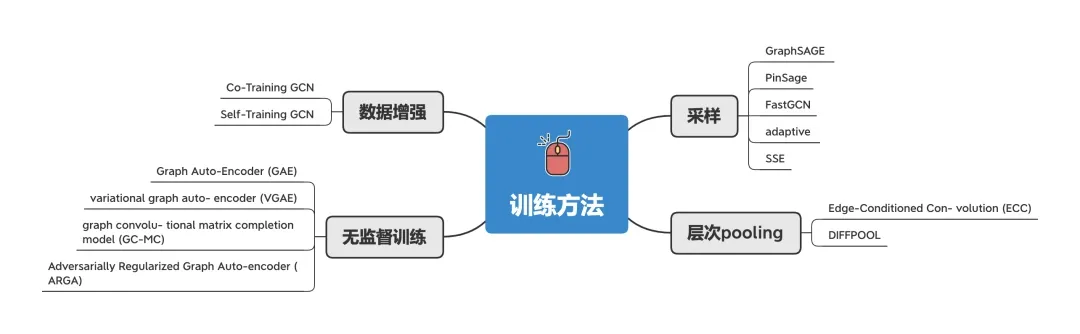 训练方法
数据增强
Co-Training GCN
Self-Training GCN
无监督训练
Graph Auto-Encoder (GAE)
variational graph auto- encoder (VGAE)
graph convolu- tional matrix completion
model (GC-MC)
Adversarially Regularized Graph Auto-encoder (
ARGA)
采样
GraphSAGE
PinSage
FastGCN
adaptive
SSE
层次pooling
Edge-Conditioned Con- volution (ECC)
DIFFPOOL